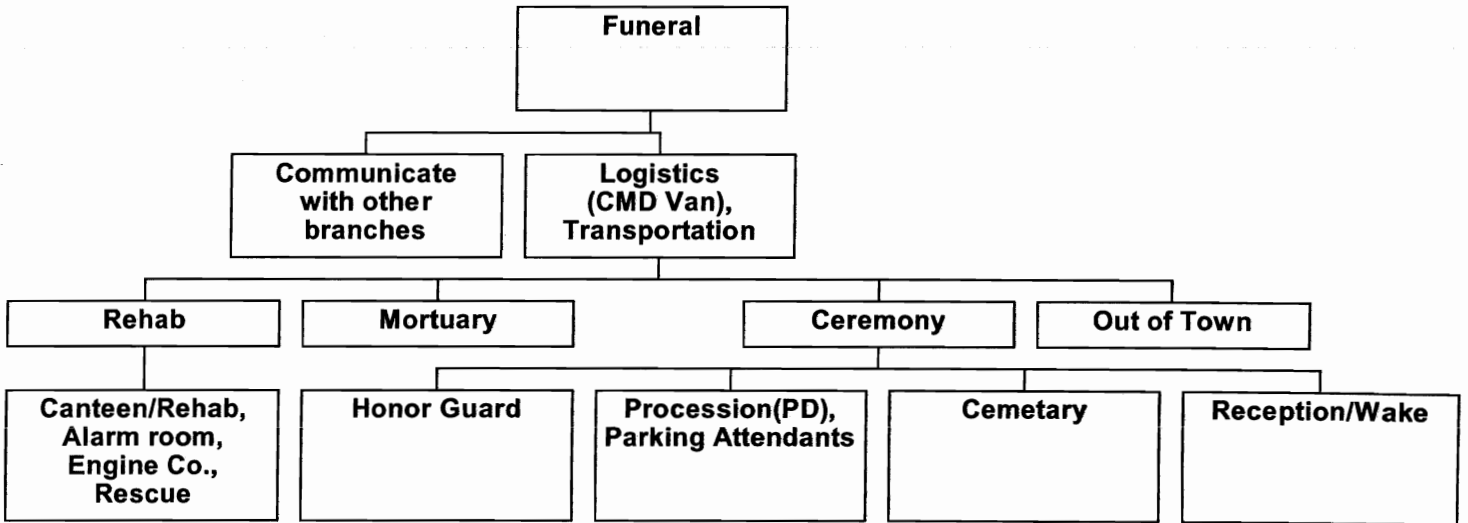 Funeral
Communicate
with other
branches
Logistics
(CMD Van),
Transportation
Rehab
Mortuary
Ceremony
Out of Town
Canteen/Rehab,
Alarm room,
Engine Co.,
Rescue
Honor Guard
Procession(PD),
Parking Attendants
Cemetary
Reception/Wake